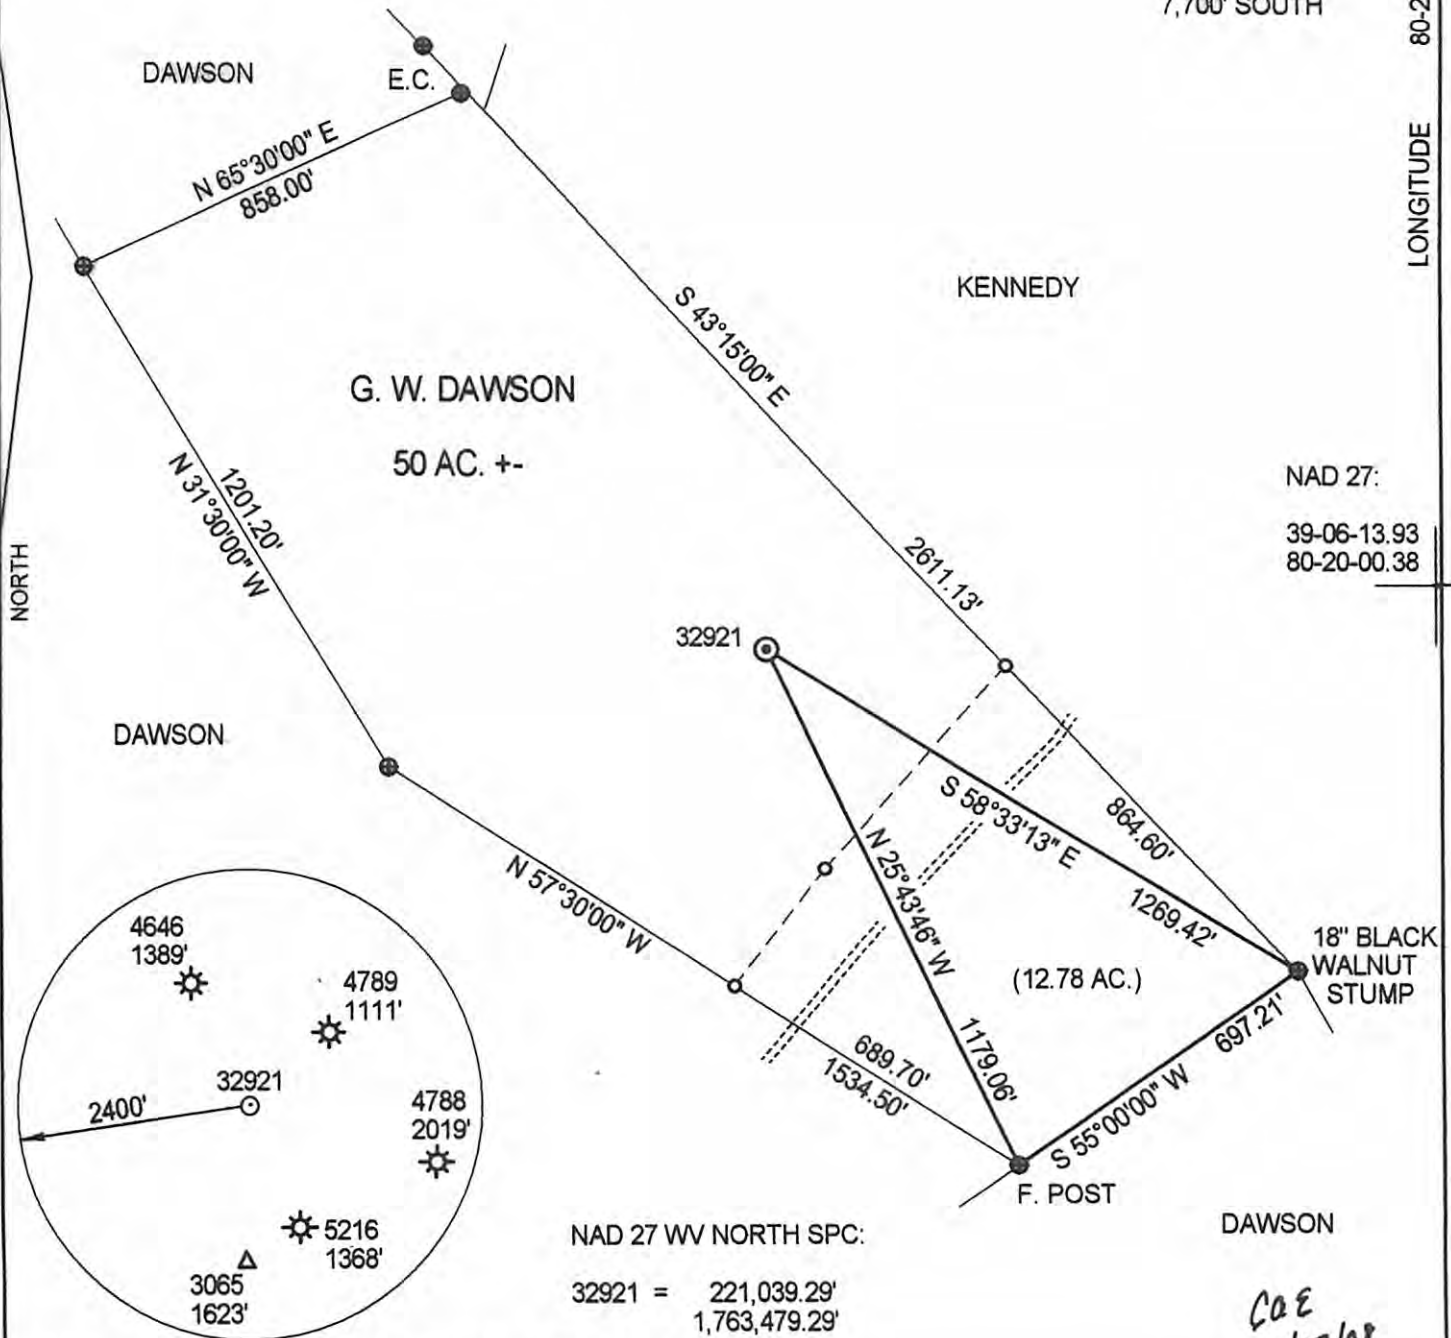 7,700' SOUTH
LONGITUDE
DAWSON
E.C.
N 65°30'00" E
858.00'
KENNEDY
S 43°15'00" E
2611.13'
G. W. DAWSON
50 AC. +-
1201.20'
N 31°30'00" W
NORTH
NAD 27:
39-06-13.93
80-20-00.38
32921
DAWSON
S 58°33'13" E
1269.42'
864.60'
N 25°43'46" W
1179.06'
N 57°30'00" W
689.70'
1534.50'
(12.78 AC.)
18" BLACK
WALNUT
STUMP
697.21'
S 55°00'00" W
F. POST
DAWSON
4646
1389'
4789
1111'
32921
2400'
4788
2019'
5216
1368'
3065
1623'
NAD 27 WV NORTH SPC:
32921 = 221,039.29'
1,763,479.29'